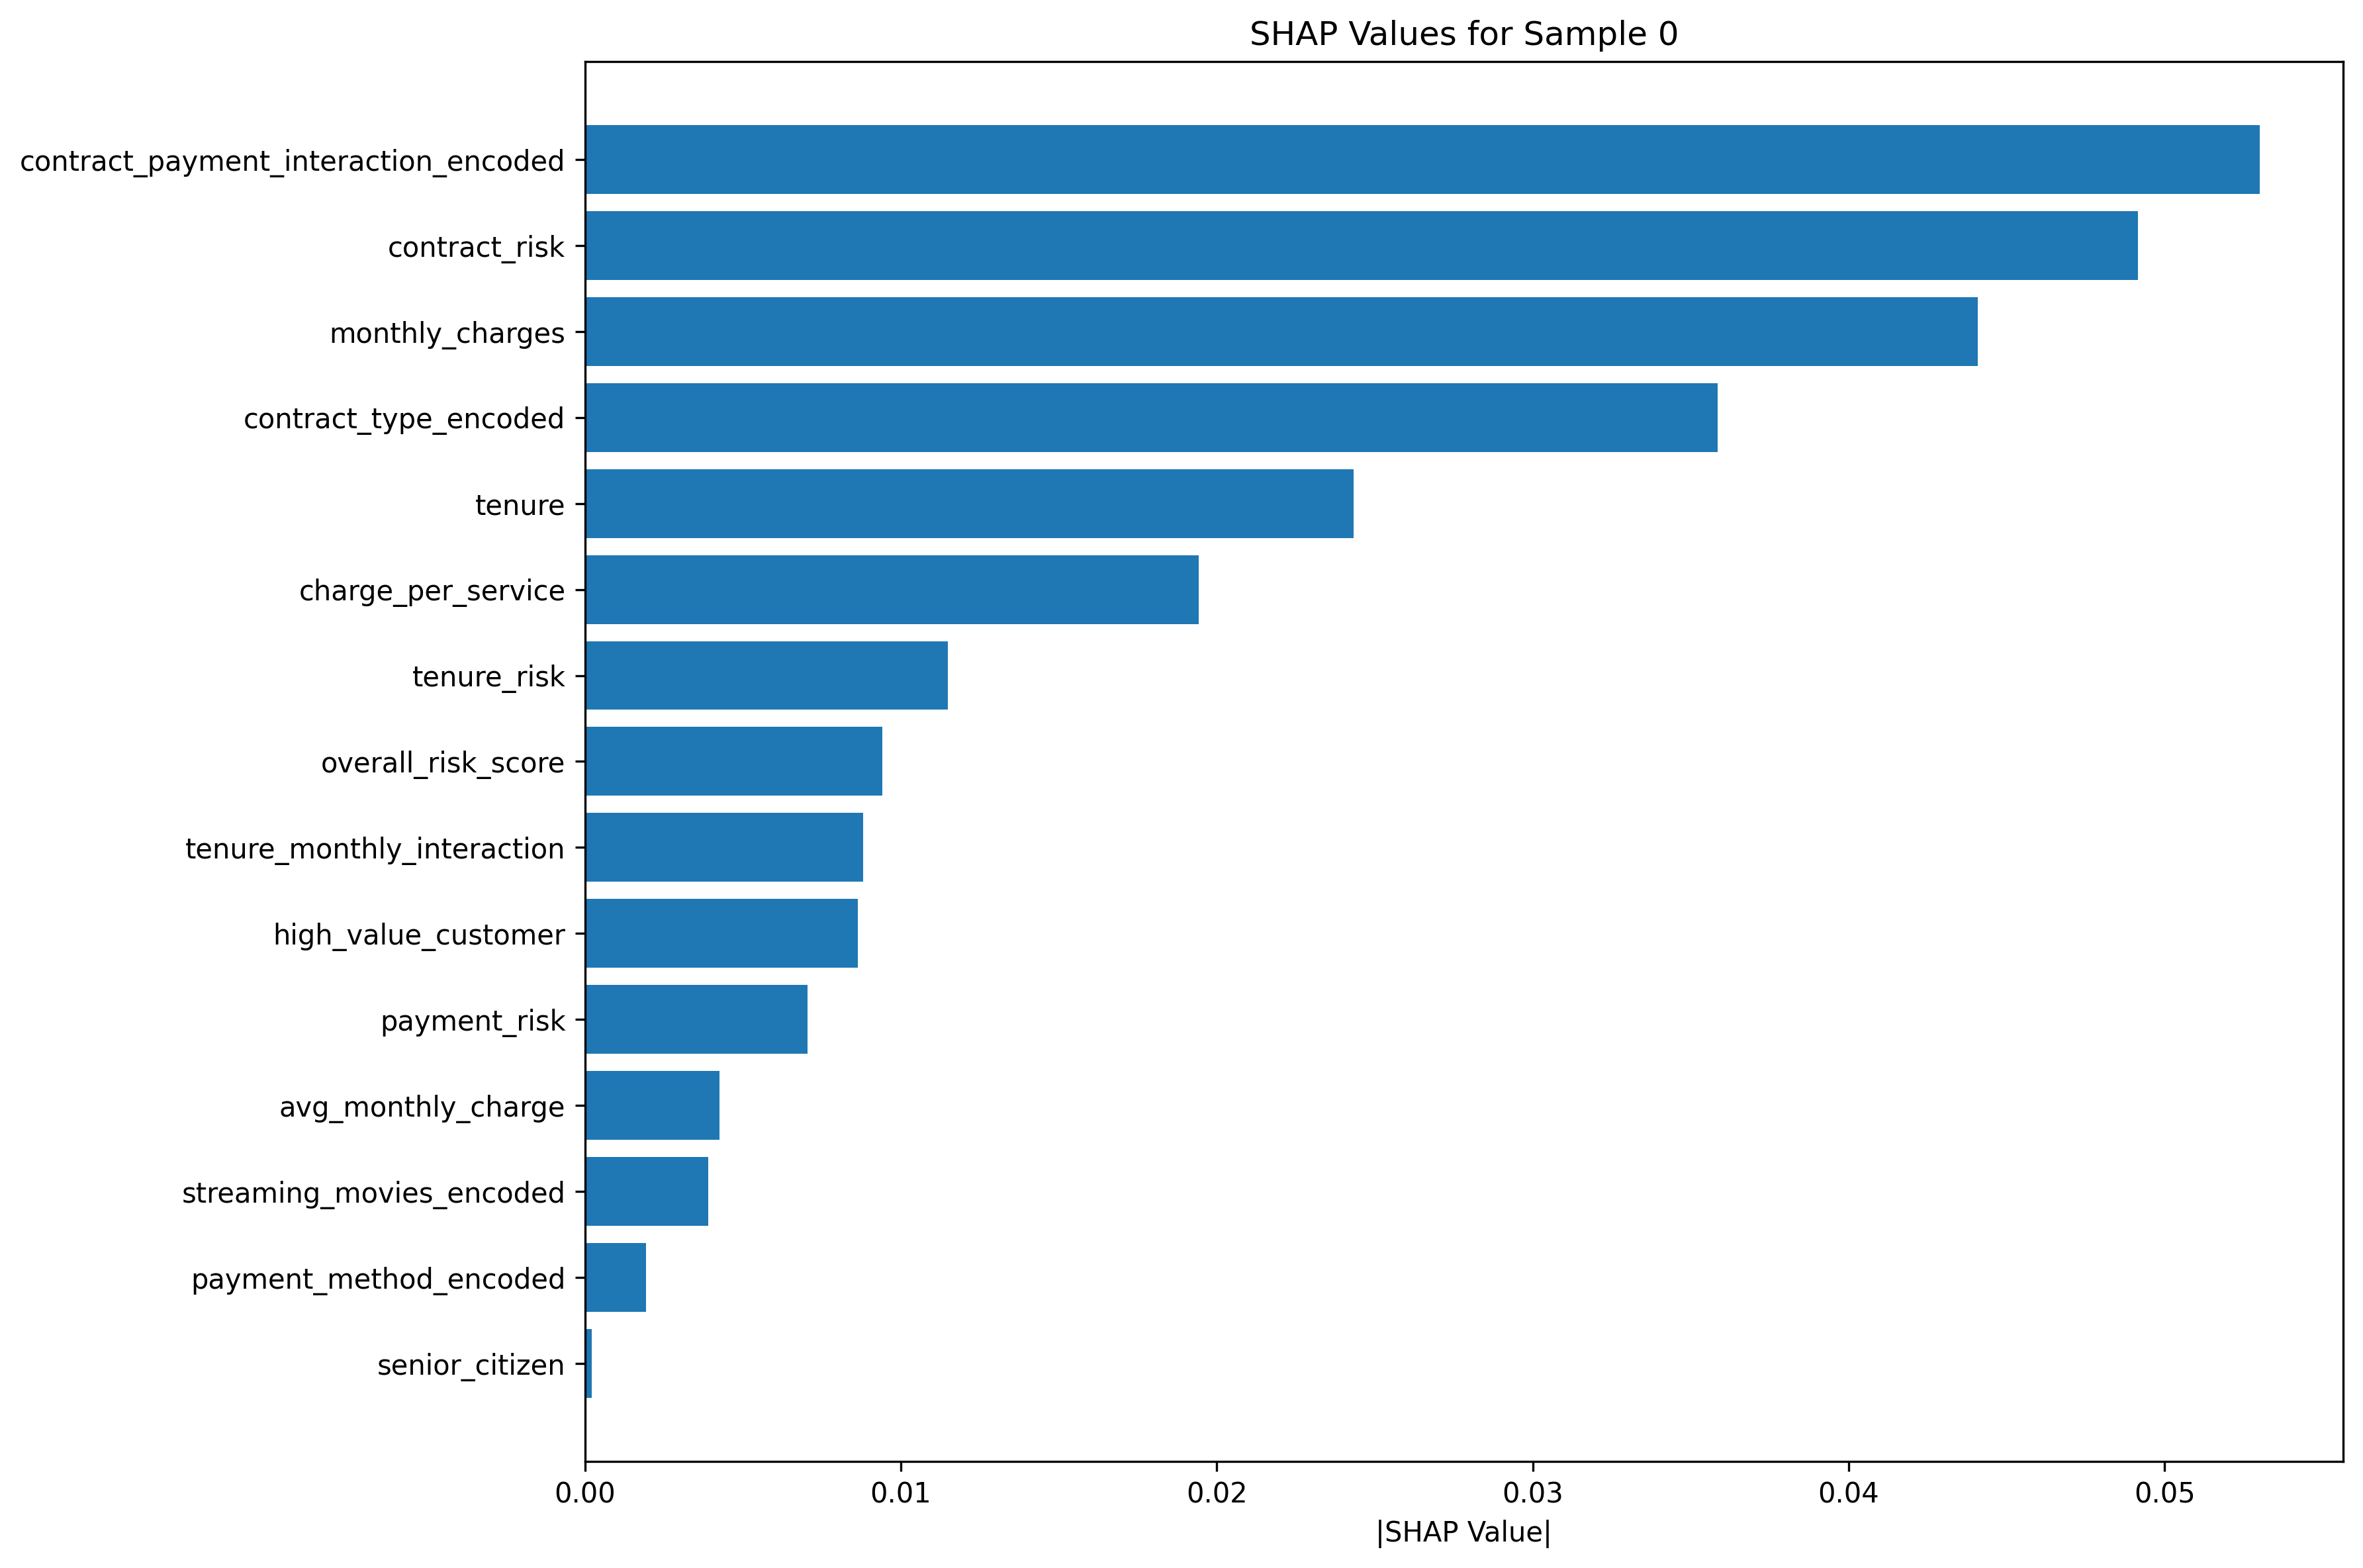 SHAP Values for Sample 0
contract_payment_interaction_encoded
contract_risk
monthly_charges
contract_type_encoded
tenure
charge_per_service
tenure_risk
overall_risk_score
tenure_monthly_interaction
high_value_customer
payment_risk
avg_monthly_charge
streaming_movies_encoded
payment_method_encoded
senior_citizen
0.00 0.01 0.02 0.03 0.04 0.05
|SHAP Value|